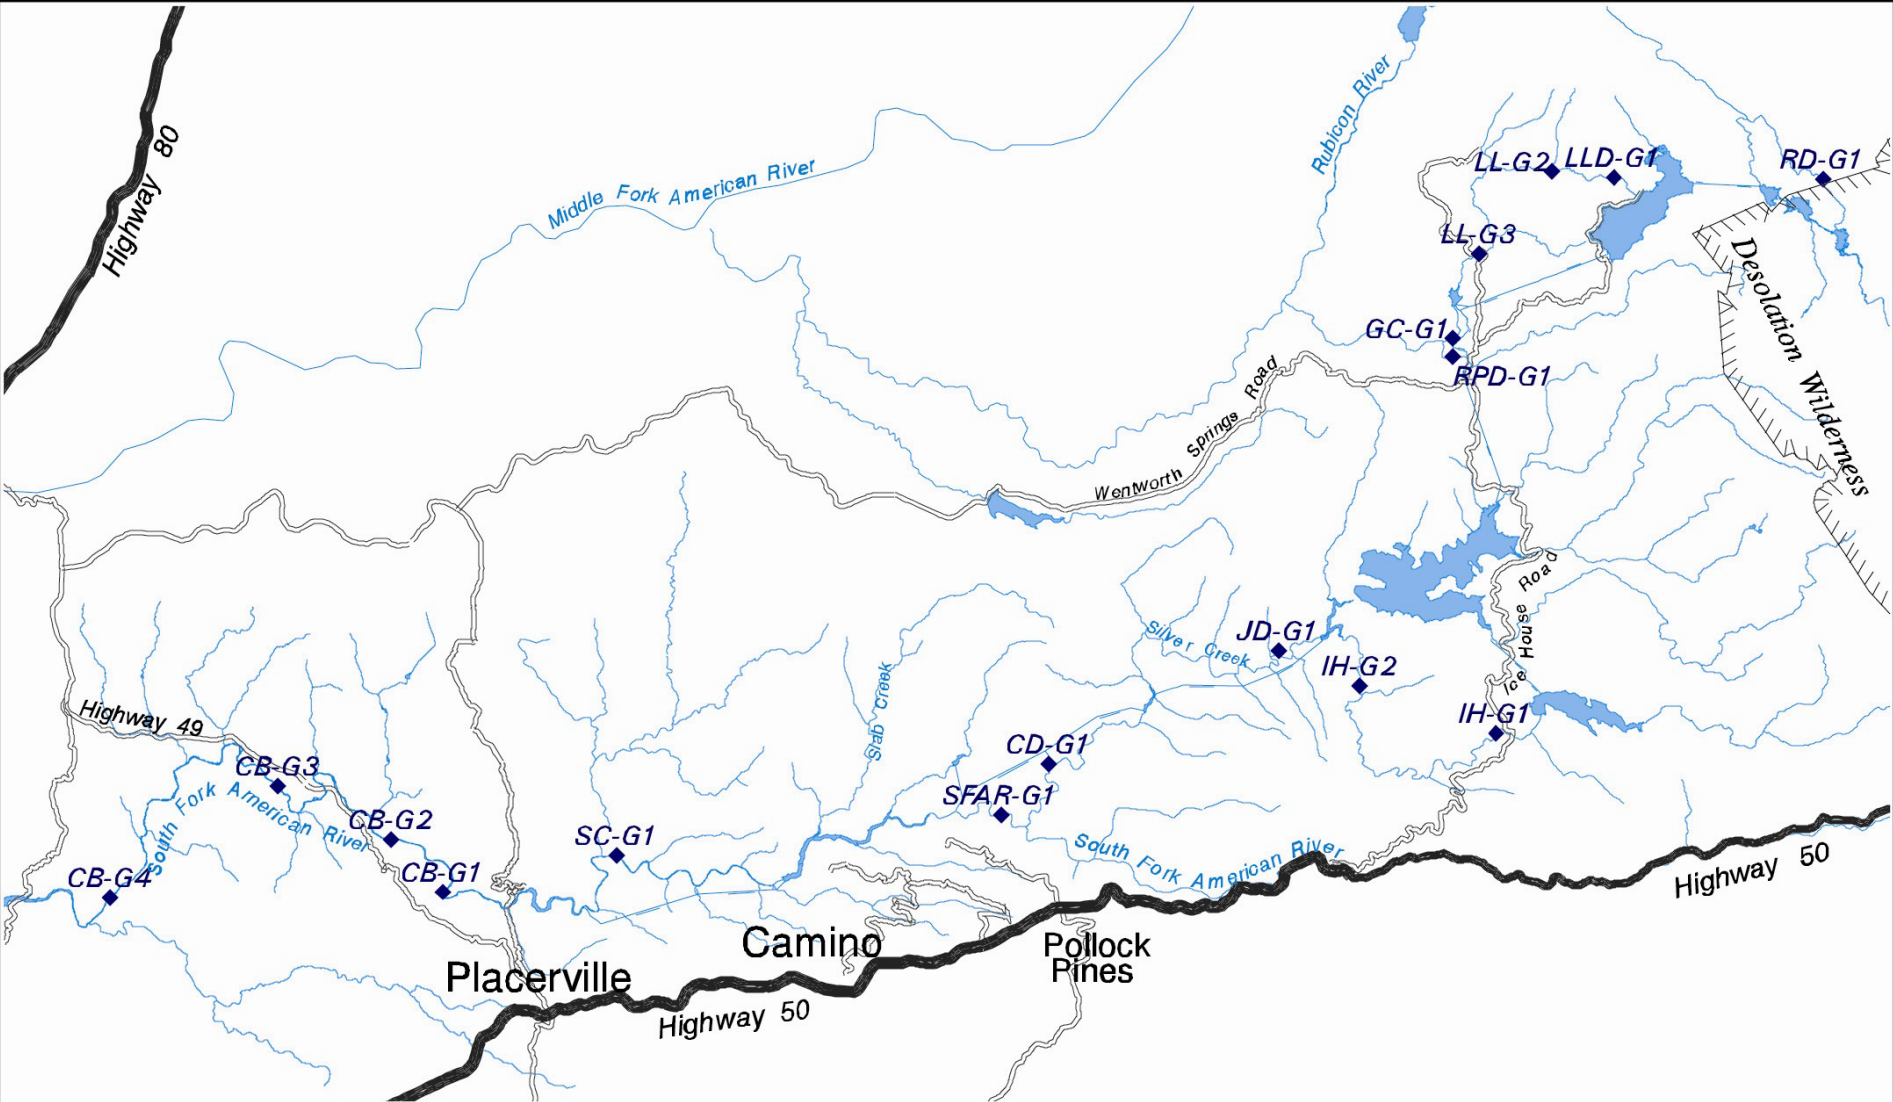 Highway 80
Middle Fork American River
Rubicon River
LL-G2
LLD-G1
RD-G1
LL-G3
Desolation Wilderness
GC-G1
RPD-G1
Wentworth Springs Road
Ice House Road
Silver Creek
JD-G1
IH-G2
IH-G1
Slab Creek
Highway 49
CB-G3
CD-G1
South Fork American River
SFAR-G1
CB-G2
SC-G1
South Fork American River
CB-G4
CB-G1
Highway 50
Camino
Pollock
Pines
Placerville
Highway 50